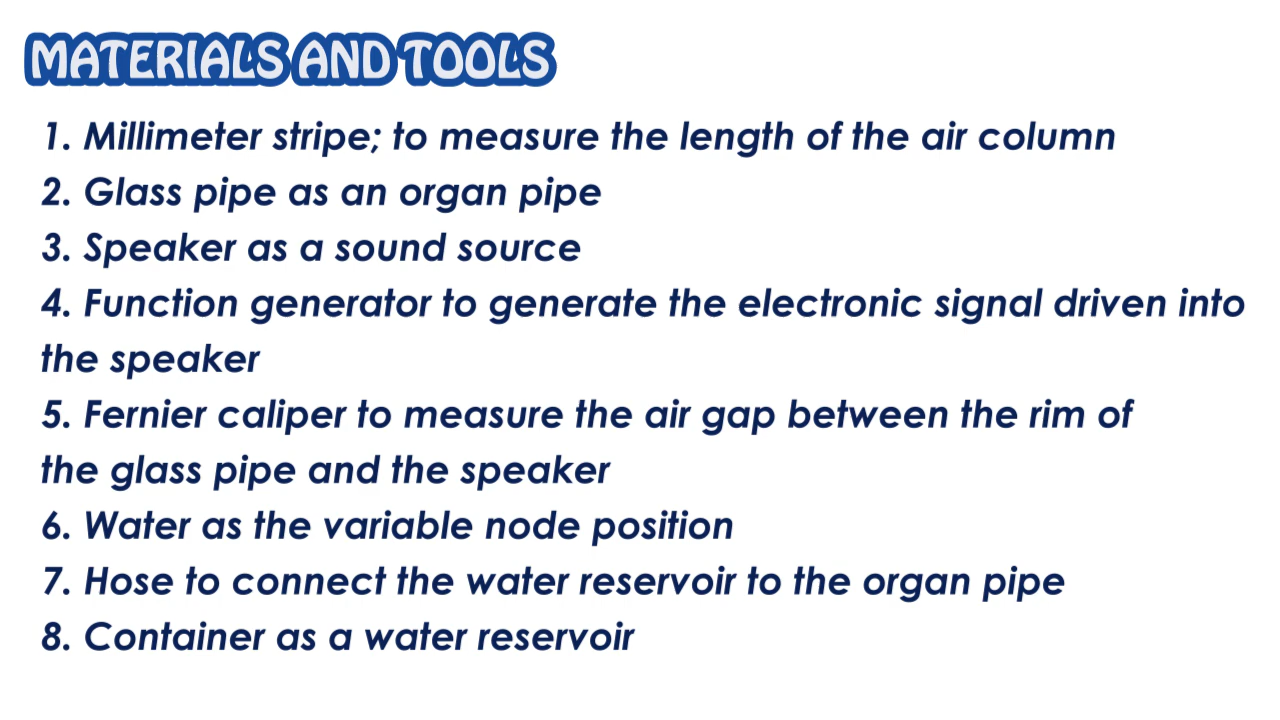 MATERIALS AND TOOLS
1. Millimeter stripe; to measure the length of the air column
2. Glass pipe as an organ pipe
3. Speaker as a sound source
4. Function generator to generate the electronic signal driven into
the speaker
5. Fernier caliper to measure the air gap between the rim of
the glass pipe and the speaker
6. Water as the variable node position
7. Hose to connect the water reservoir to the organ pipe
8. Container as a water reservoir